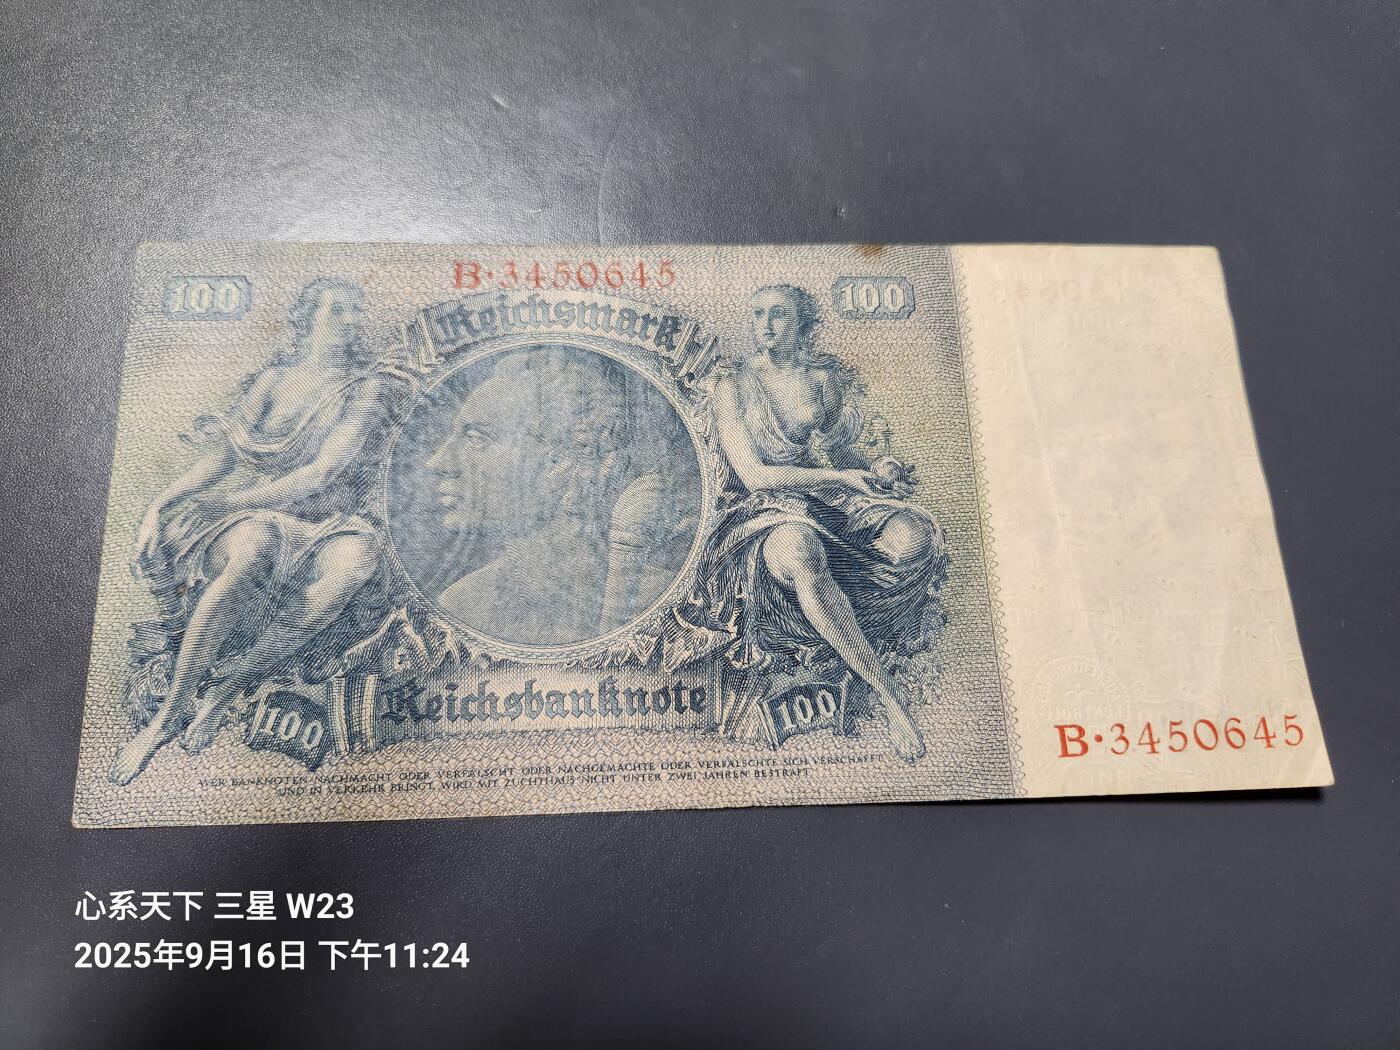 B·3450645
100
100
Reichsmark
Reichsbanknote
100
100
WER BANKNOTEN NACHMACHT ODER VERFÄLSCHT ODER NACHGEMACHTE ODER VERFÄLSCHTE SICH VERSCHAFFT
UND IN VERKEHR BRINGT, WIRD MIT ZUCHTHAUS NICHT UNTER ZWEI JAHREN BESTRAFT
B·3450645
心系天下 三星 W23
2025年9月16日 下午11:24